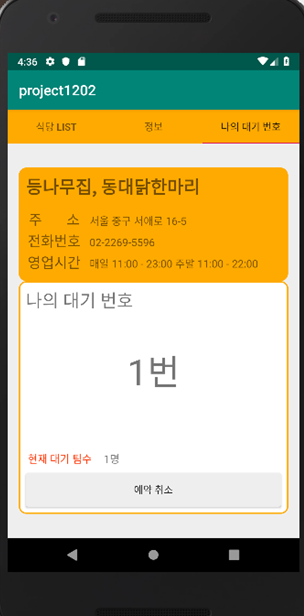 4:36
project1202
식당 LIST
정보
나의 대기 번호
등나무집, 동대닭한마리
주 소 서울 중구 서애로 16-5
전화번호 02-2269-5596
영업시간 매일 11:00 - 23:00 주말 11:00 - 22:00
나의 대기 번호
1번
현재 대기 팀수 1명
예약 취소